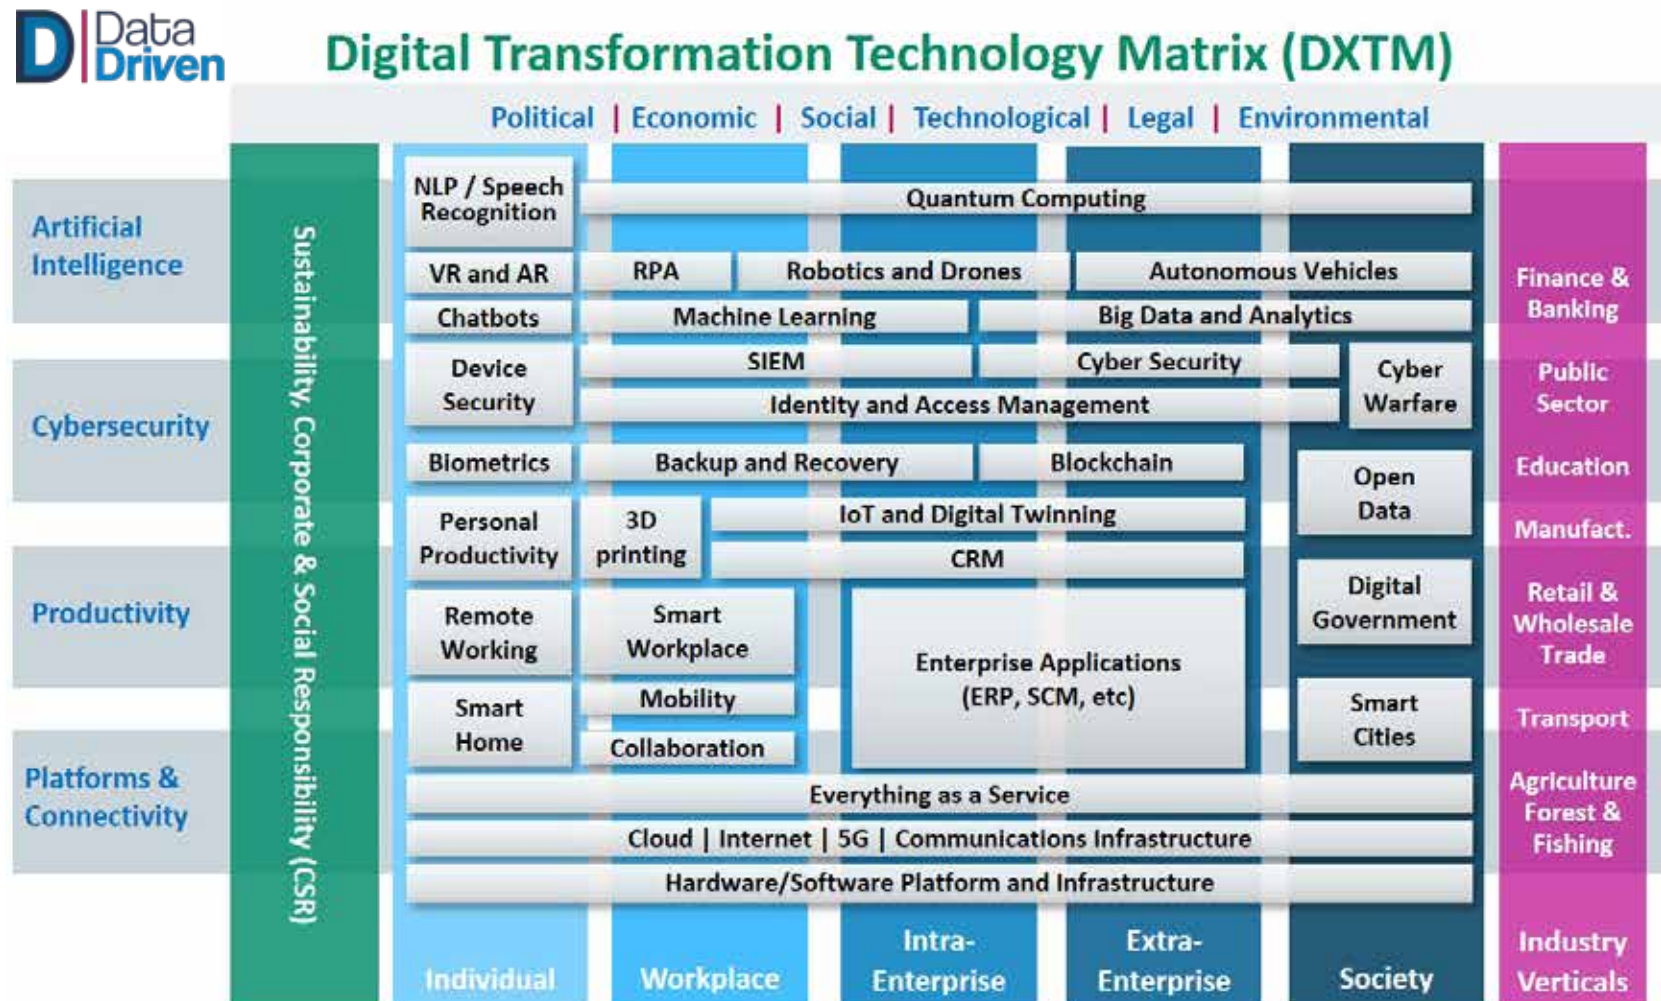 Data
Driven
Digital Transformation Technology Matrix (DXTM)
Political | Economic | Social | Technological | Legal | Environmental
Artificial
Intelligence
Cybersecurity
Productivity
Platforms &
Connectivity
Sustainability, Corporate & Social Responsibility (CSR)
NLP / Speech
Recognition
Quantum Computing
VR and AR
RPA
Robotics and Drones
Autonomous Vehicles
Chatbots
Machine Learning
Big Data and Analytics
Device
Security
SIEM
Cyber Security
Cyber
Warfare
Identity and Access Management
Biometrics
Backup and Recovery
Blockchain
Open
Data
Personal
Productivity
3D
printing
IoT and Digital Twinning
CRM
Digital
Government
Remote
Working
Smart
Workplace
Enterprise Applications
(ERP, SCM, etc)
Mobility
Smart
Home
Collaboration
Smart
Cities
Everything as a Service
Cloud | Internet | 5G | Communications Infrastructure
Hardware/Software Platform and Infrastructure
Individual
Workplace
Intra-
Enterprise
Extra-
Enterprise
Society
Finance &
Banking
Public
Sector
Education
Manufact.
Retail &
Wholesale
Trade
Transport
Agriculture
Forest &
Fishing
Industry
Verticals